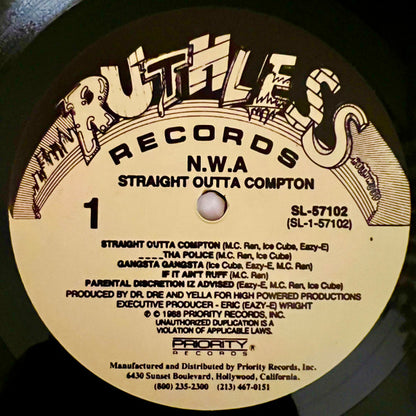 RUTHLESS
RECORDS
N.W.A
STRAIGHT OUTTA COMPTON
1
SL-57102
(SL-1-57102)
STRAIGHT OUTTA COMPTON (M.C. Ren, Ice Cube, Eazy-E)
____THA POLICE (M.C. Ren, Ice Cube)
GANGSTA GANGSTA (Ice Cube, Eazy-E, M.C. Ren)
IF IT AIN'T RUFF (M.C. Ren)
PARENTAL DISCRETION IZ ADVISED (Eazy-E, M.C. Ren, Ice Cube)
PRODUCED BY DR. DRE AND YELLA FOR HIGH POWERED PRODUCTIONS
EXECUTIVE PRODUCER - ERIC (EAZY-E) WRIGHT
℗ © 1988 PRIORITY RECORDS, INC.
UNAUTHORIZED DUPLICATION IS A
VIOLATION OF APPLICABLE LAWS.
PRIORITY
RECORDS
Manufactured and Distributed by Priority Records, Inc.
6430 Sunset Boulevard, Hollywood, California.
(800) 235-2300 (213) 467-0151